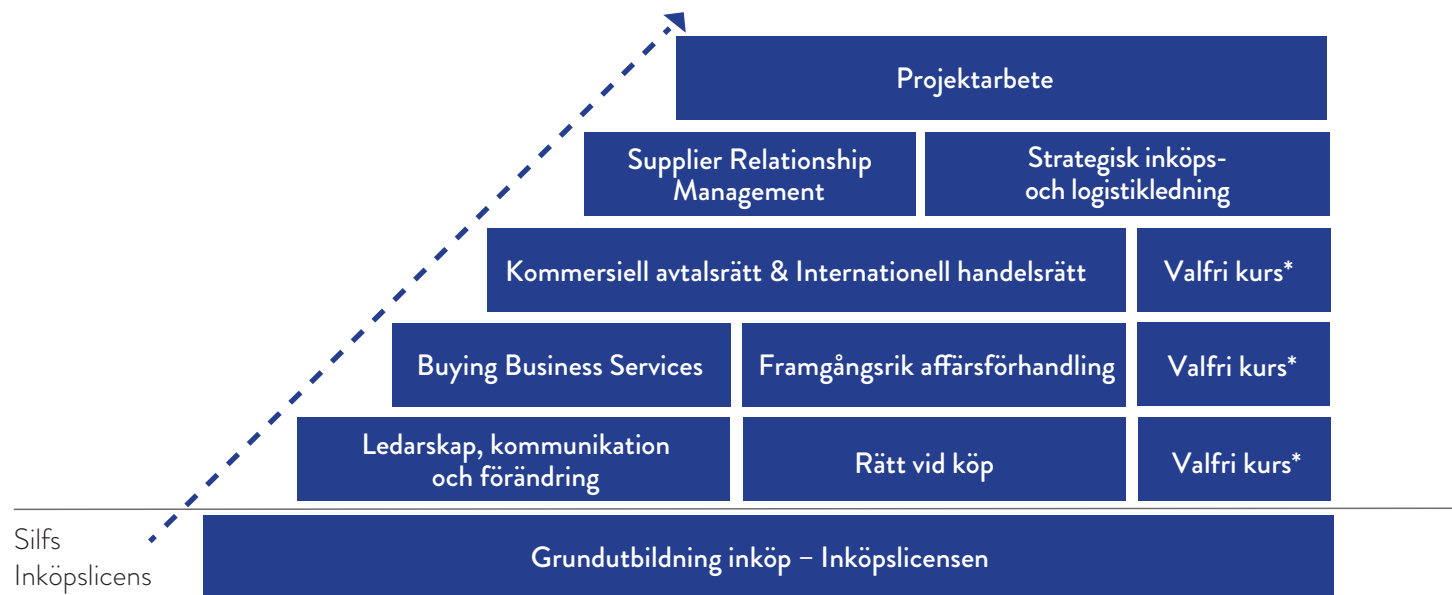 Projektarbete
Supplier Relationship
Management
Strategisk inköps-
och logistikledning
Kommersiell avtalsrätt & Internationell handelsrätt
Valfri kurs*
Buying Business Services
Framgångsrik affärsförhandling
Valfri kurs*
Ledarskap, kommunikation
och förändring
Rätt vid köp
Valfri kurs*
Silfs
Inköpslicens
Grundutbildning inköp – Inköpslicensen